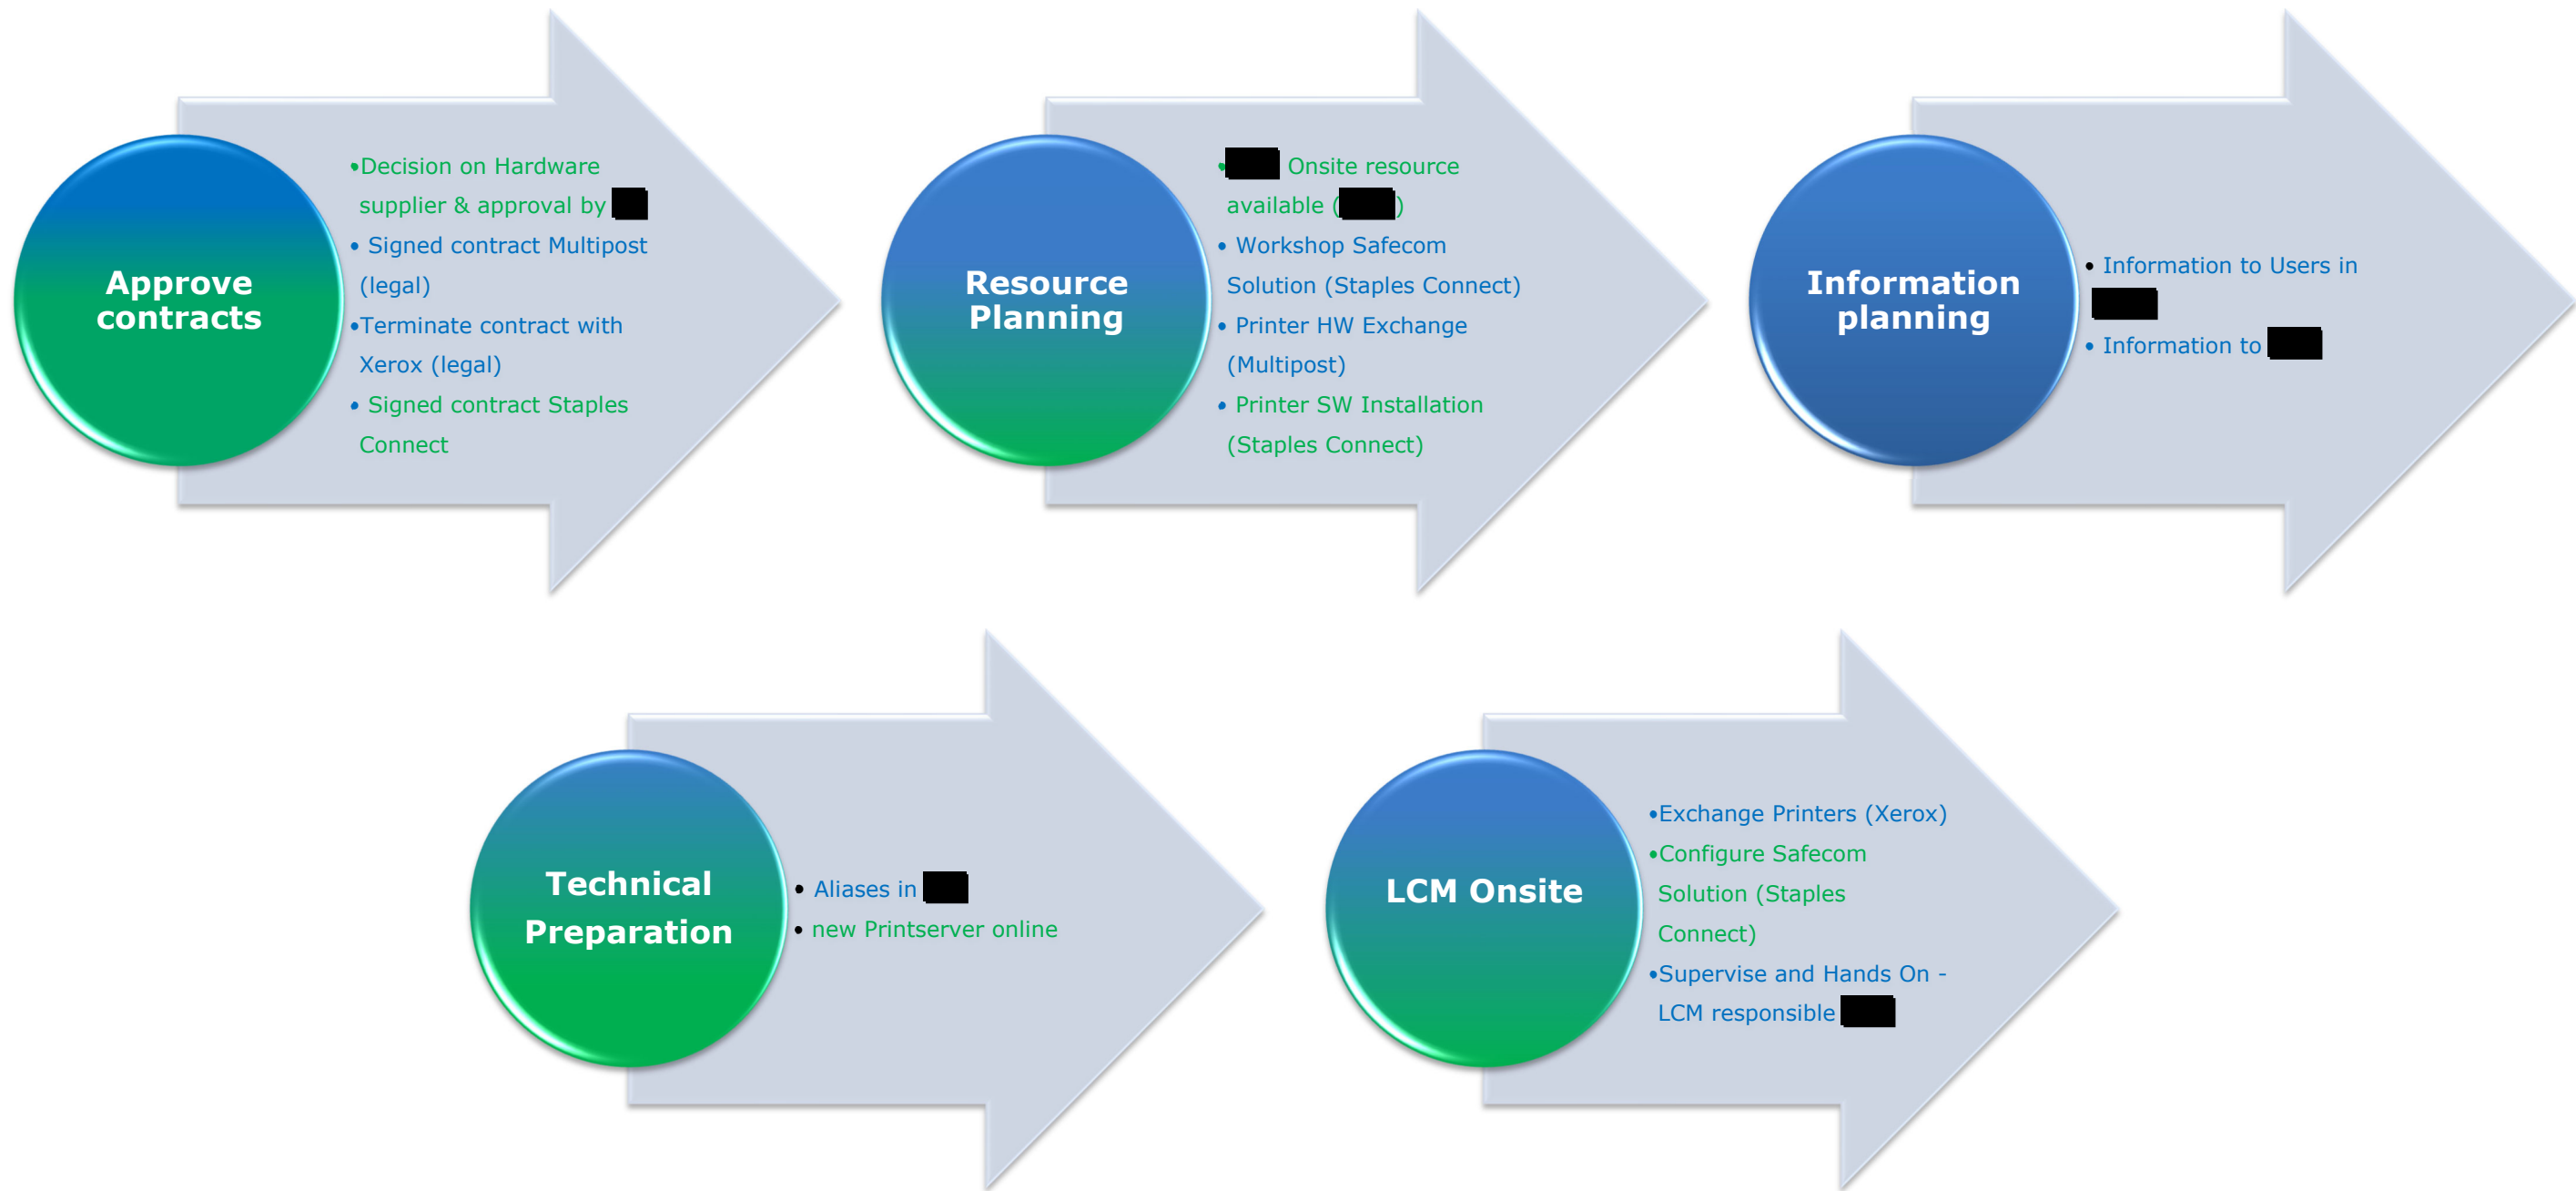 Approve
contracts
•Decision on Hardware
supplier & approval by
• Signed contract Multipost
(legal)
•Terminate contract with
Xerox (legal)
• Signed contract Staples
Connect
Resource
Planning
• Onsite resource
available ( )
• Workshop Safecom
Solution (Staples Connect)
• Printer HW Exchange
(Multipost)
• Printer SW Installation
(Staples Connect)
Information
planning
• Information to Users in
• Information to
Technical
Preparation
• Aliases in
• new Printserver online
LCM Onsite
•Exchange Printers (Xerox)
•Configure Safecom
Solution (Staples
Connect)
•Supervise and Hands On -
LCM responsible